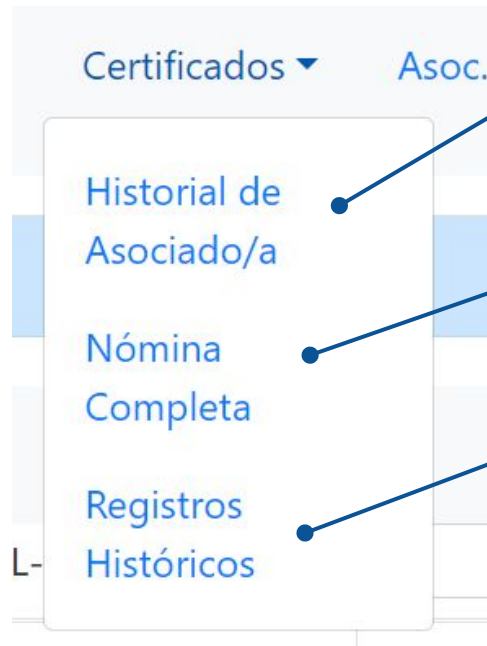 Certificados Asoc.
Historial de
Asociado/a
Nómina
Completa
Registros
L- Históricos